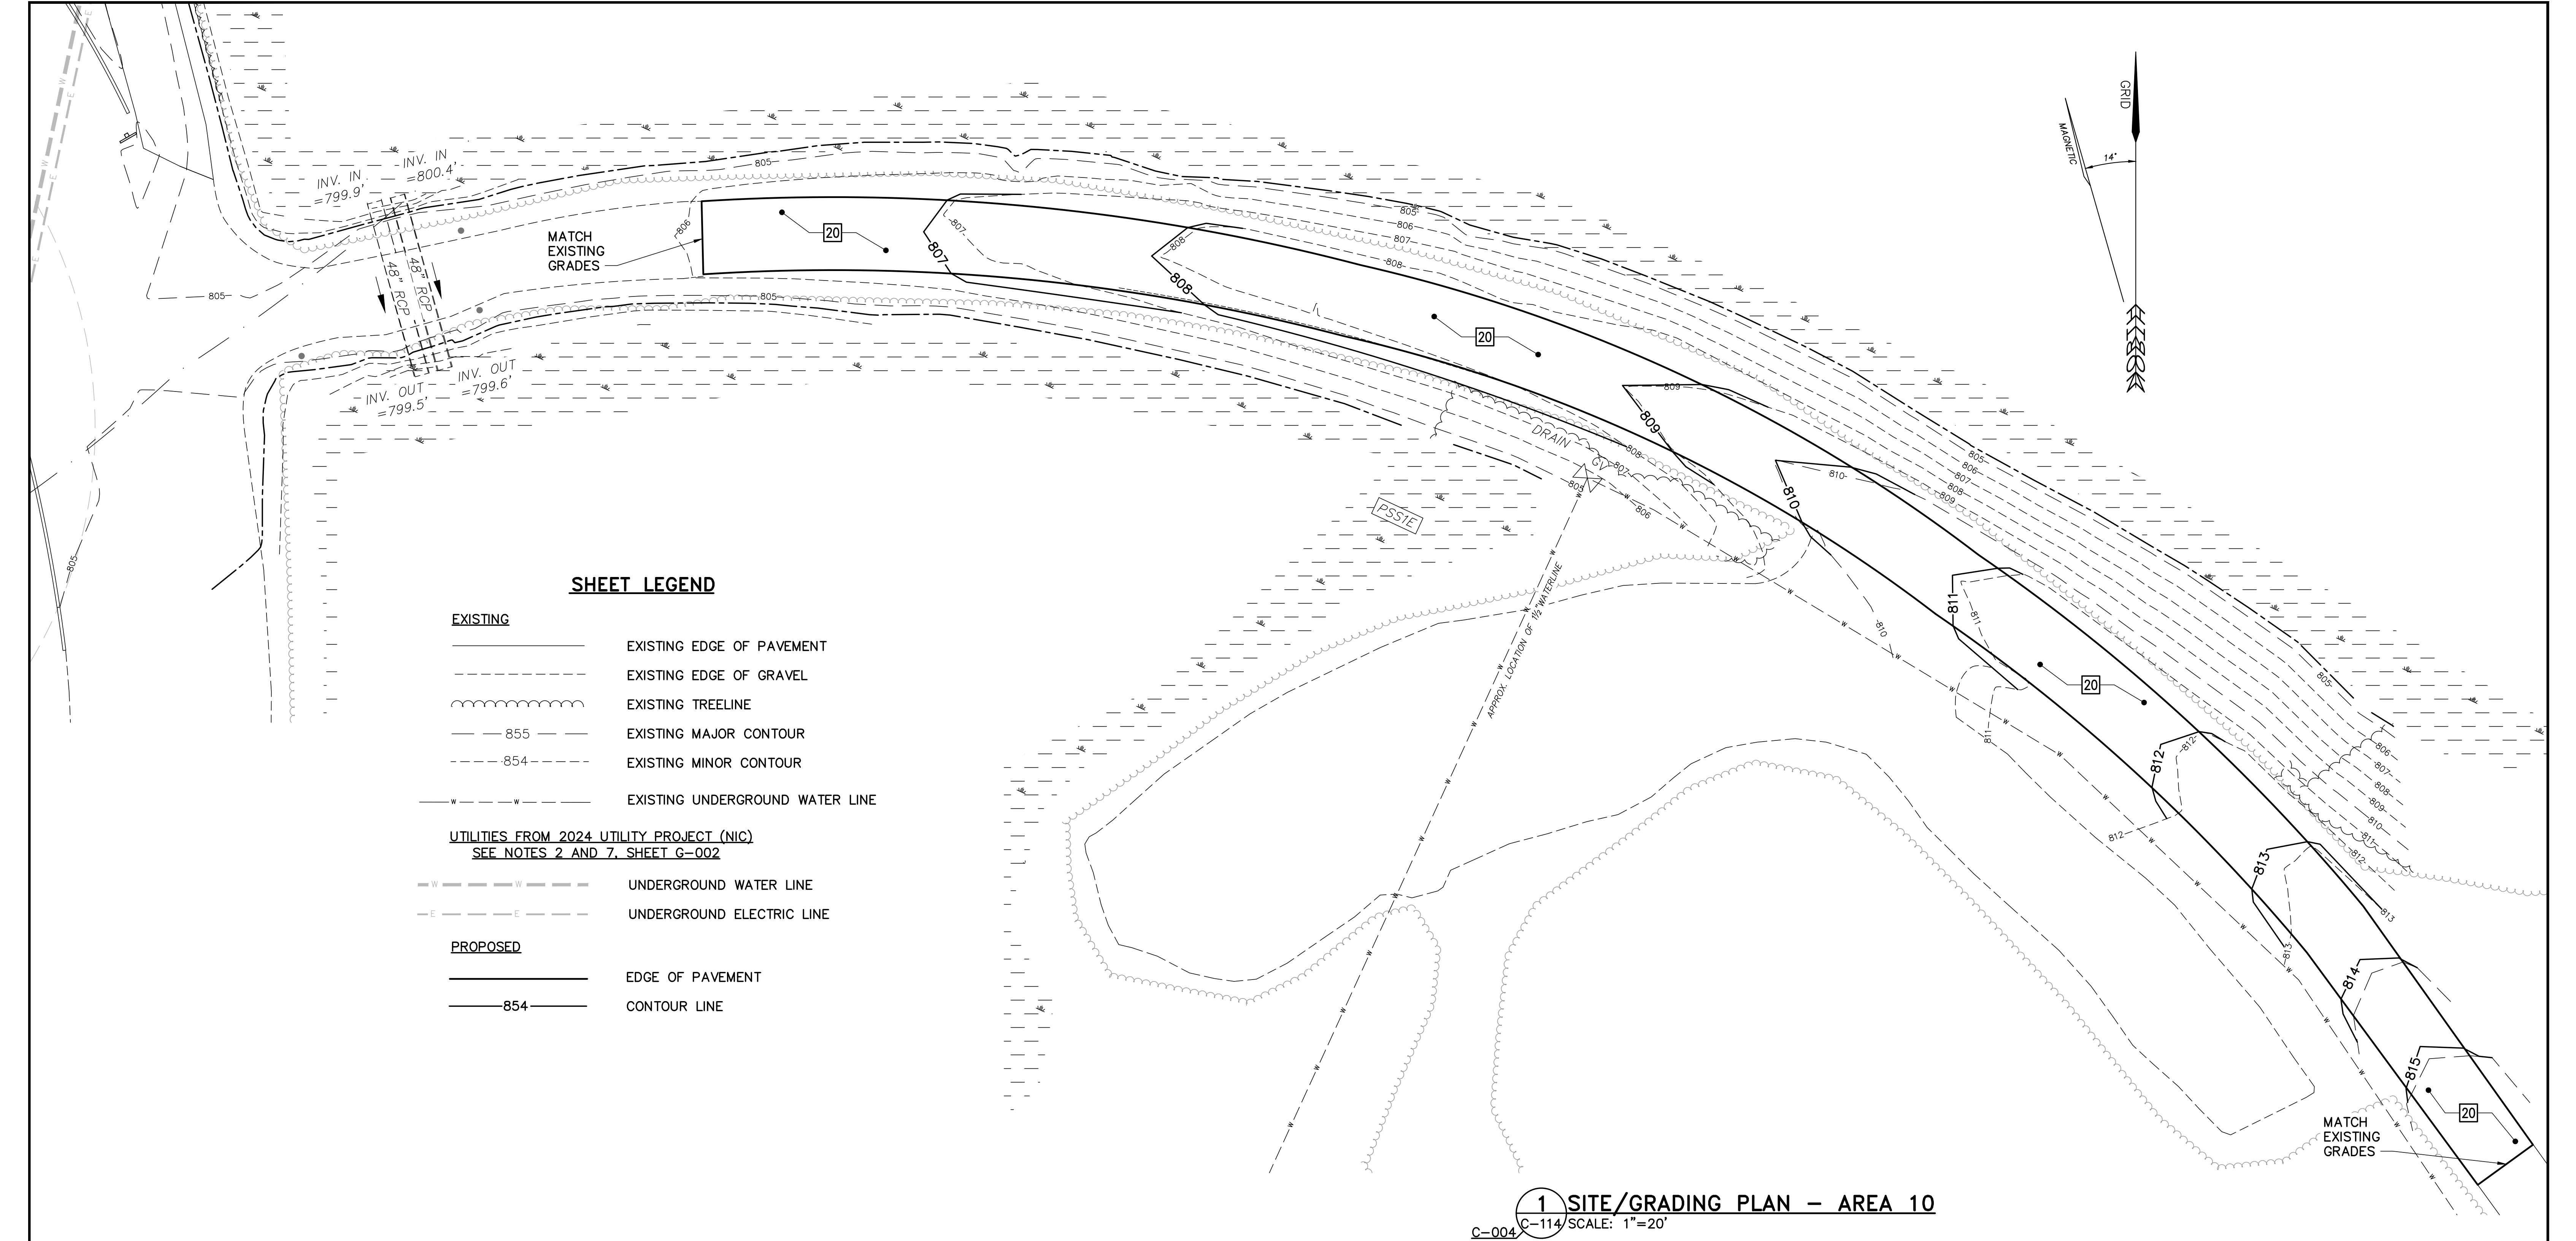 GRID
MAGNETIC
14°
INV. IN
=799.9'
INV. IN
=800.4'
48" RCP
48" RCP
INV. OUT
=799.5'
INV. OUT
=799.6'
805
805
805
805
806
MATCH
EXISTING
GRADES
20
807
807
808
808
805
806
807
808
20
809
809
DRAIN
GV
808
807
805
806
PSS1E
APPROX. LOCATION OF 1½" WATERLINE
810
810
810
805
806
807
808
809
811
811
811
20
805
812
812
812
806
807
808
809
810
811
812
813
813
813
814
815
20
MATCH
EXISTING
GRADES
SHEET LEGEND
EXISTING
EXISTING EDGE OF PAVEMENT
EXISTING EDGE OF GRAVEL
EXISTING TREELINE
855 EXISTING MAJOR CONTOUR
854 EXISTING MINOR CONTOUR
W W EXISTING UNDERGROUND WATER LINE
UTILITIES FROM 2024 UTILITY PROJECT (NIC)
SEE NOTES 2 AND 7, SHEET G-002
W W UNDERGROUND WATER LINE
E E UNDERGROUND ELECTRIC LINE
PROPOSED
EDGE OF PAVEMENT
854 CONTOUR LINE
1 SITE/GRADING PLAN - AREA 10
C-004 C-114 SCALE: 1"=20'